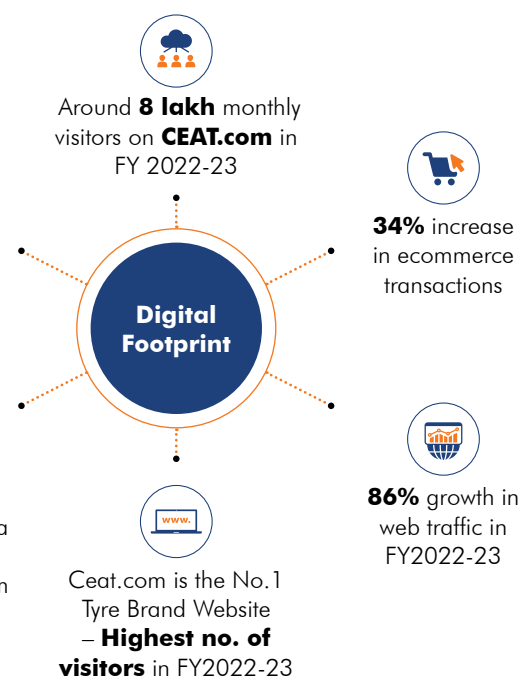 Around 8 lakh monthly
visitors on CEAT.com in
FY 2022-23
34% increase
in ecommerce
transactions
Digital
Footprint
86% growth in
web traffic in
FY2022-23
www.
Ceat.com is the No.1
Tyre Brand Website
– Highest no. of
visitors in FY2022-23